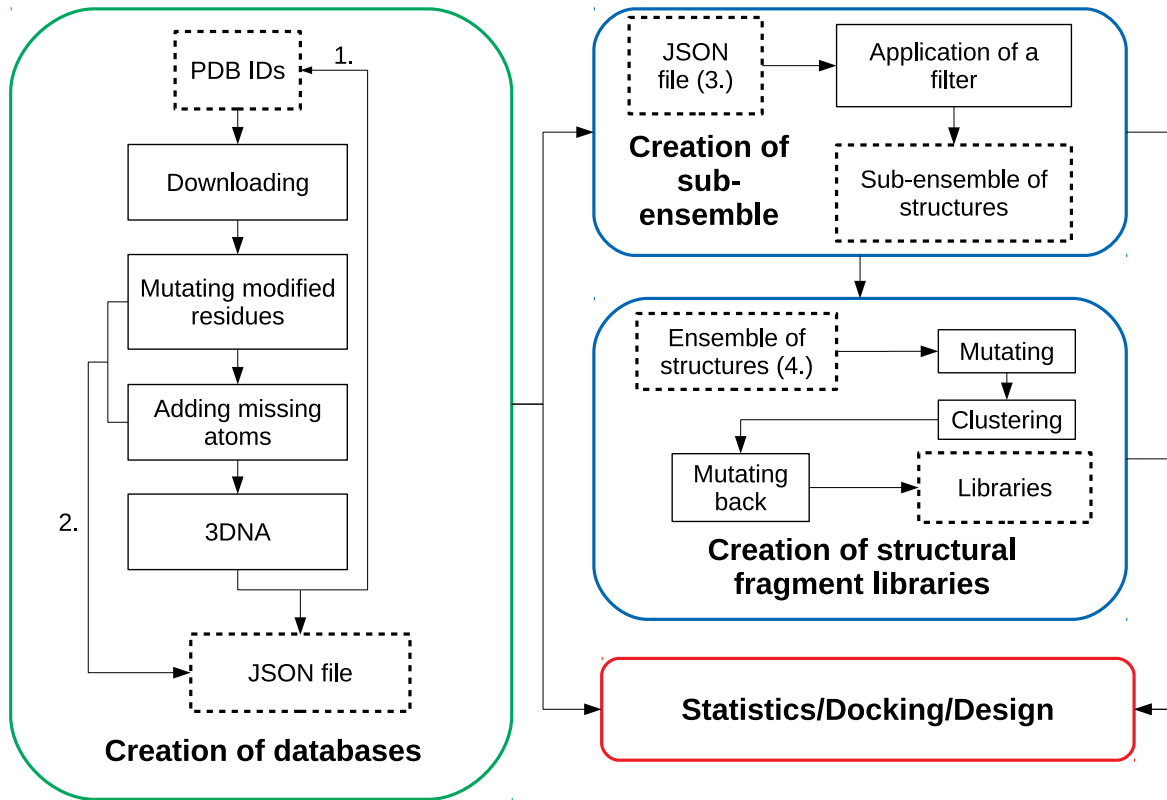 PDB IDs
1.
Downloading
Mutating modified
residues
Adding missing
atoms
2.
3DNA
JSON file
Creation of databases
JSON
file (3.)
Application of a
filter
Creation of
sub-
ensemble
Sub-ensemble of
structures
Ensemble of
structures (4.)
Mutating
Clustering
Mutating
back
Libraries
Creation of structural
fragment libraries
Statistics/Docking/Design